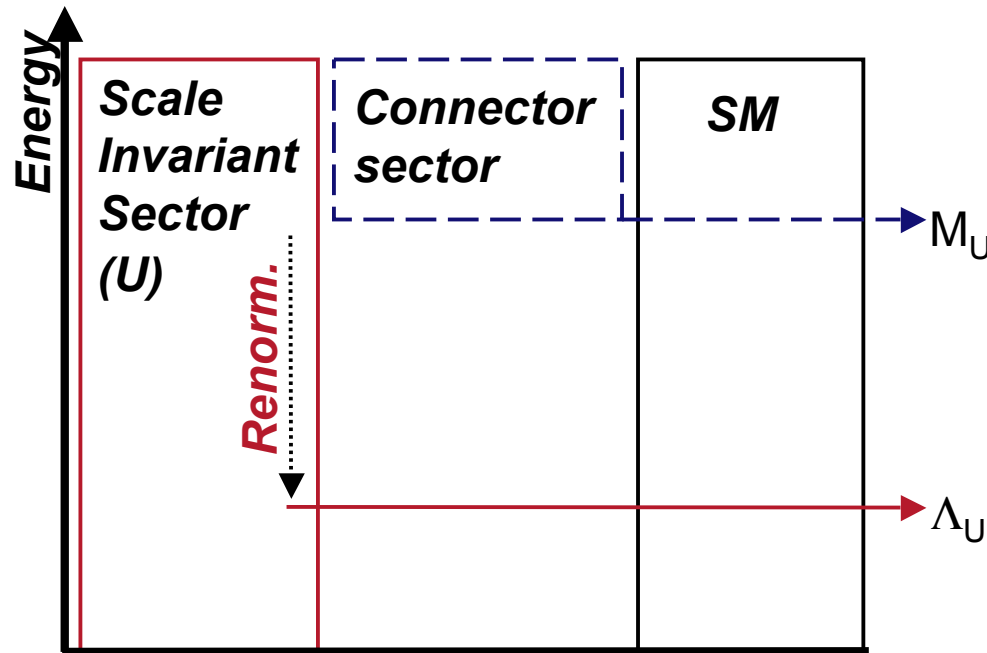 Energy
Scale
Invariant
Sector
(U)
Connector
sector
SM
M_U
Renorm.
Λ_U